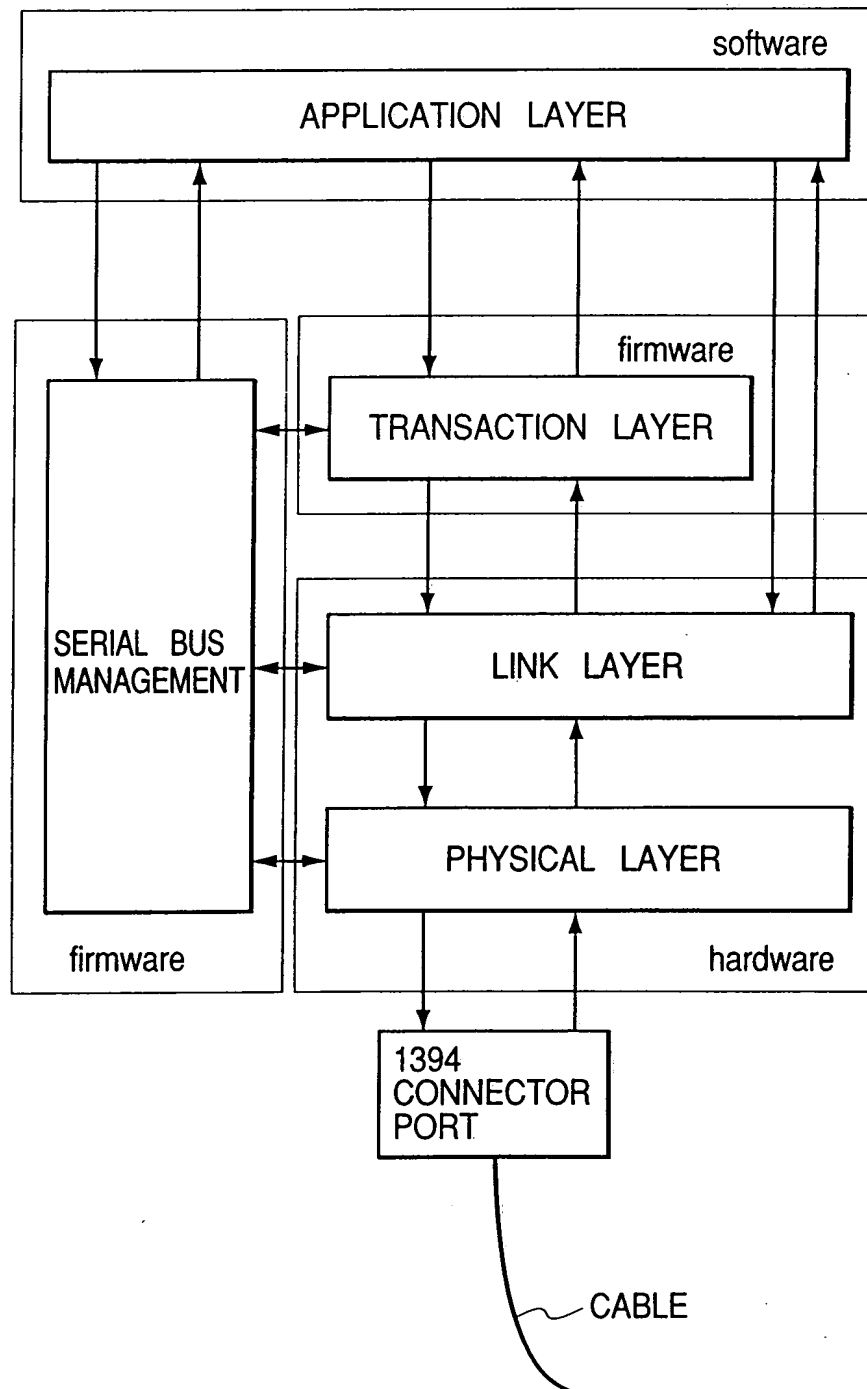 software
APPLICATION LAYER
firmware
TRANSACTION LAYER
SERIAL BUS
MANAGEMENT
LINK LAYER
PHYSICAL LAYER
firmware
hardware
1394
CONNECTOR
PORT
CABLE